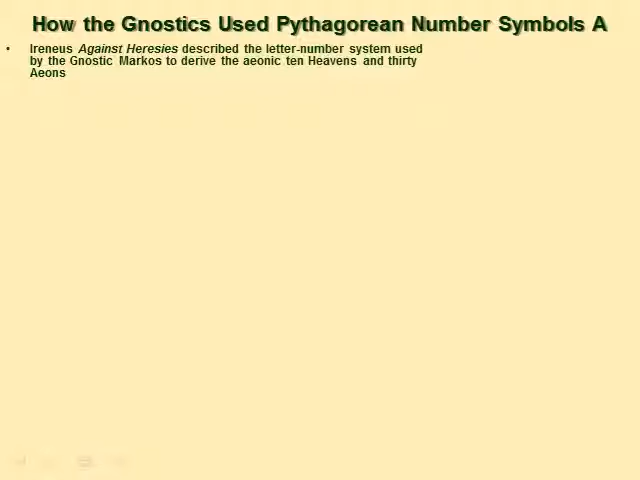 How the Gnostics Used Pythagorean Number Symbols A
• Ireneus Against Heresies described the letter-number system used
by the Gnostic Markos to derive the aeonic ten Heavens and thirty
Aeons